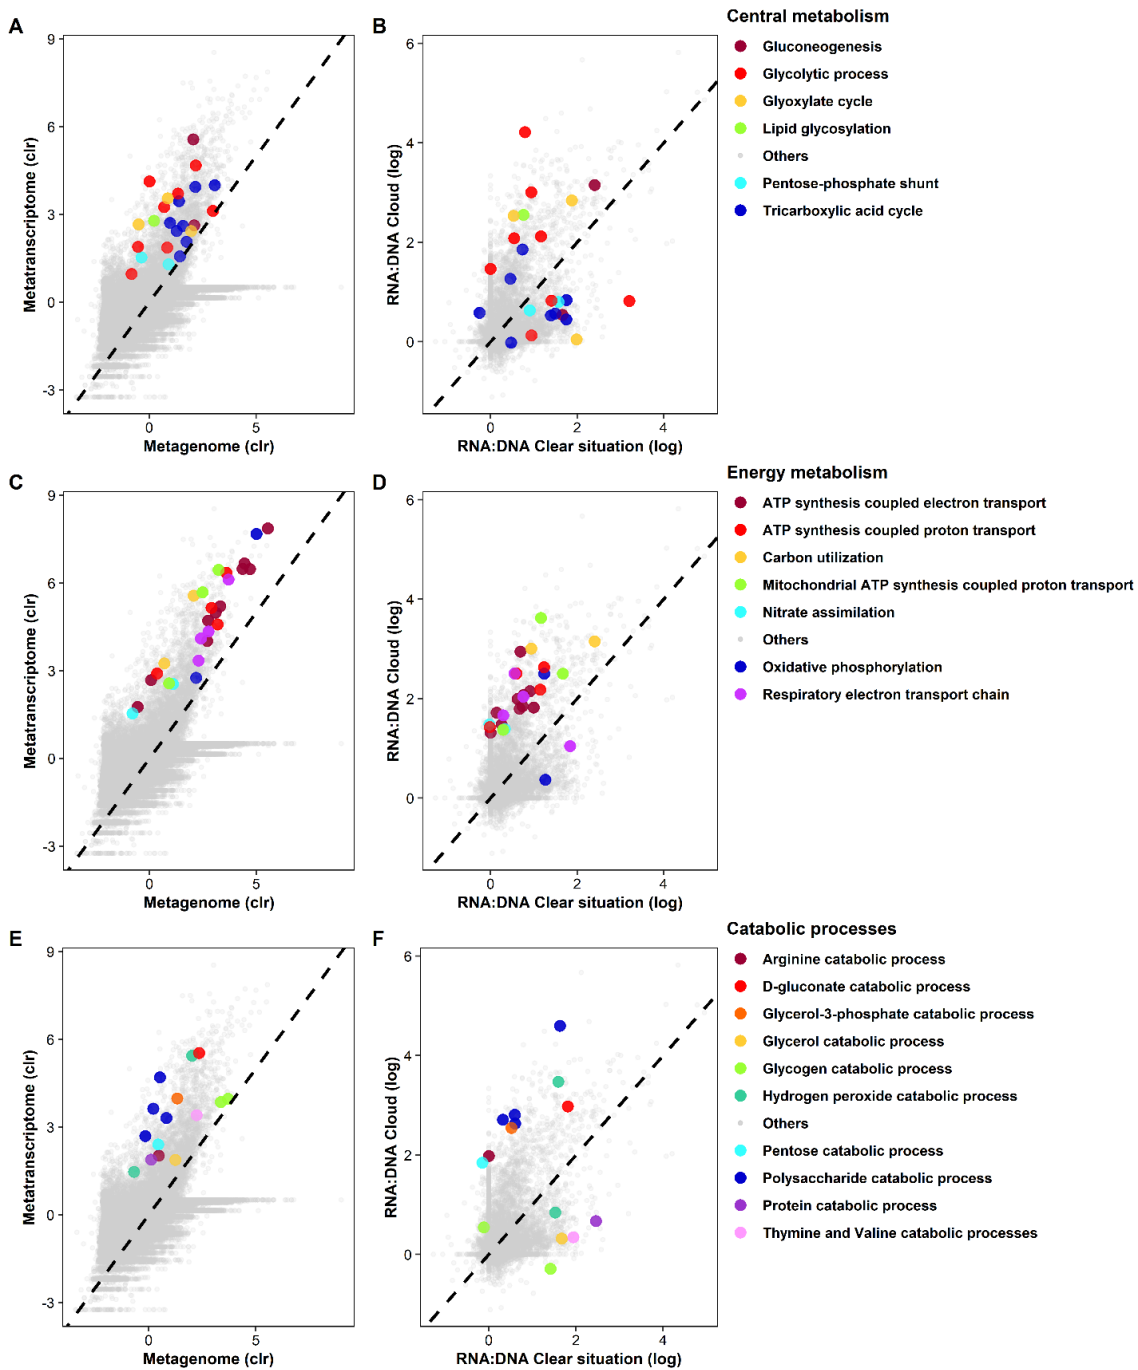 A
9
6
3
0
-3
0
5
Metatranscriptome (clr)
Metagenome (clr)
B
6
4
2
0
0
2
4
RNA:DNA Cloud (log)
RNA:DNA Clear situation (log)
Central metabolism
Gluconeogenesis
Glycolytic process
Glyoxylate cycle
Lipid glycosylation
Others
Pentose-phosphate shunt
Tricarboxylic acid cycle
C
9
6
3
0
-3
0
5
Metatranscriptome (clr)
Metagenome (clr)
D
6
4
2
0
0
2
4
RNA:DNA Cloud (log)
RNA:DNA Clear situation (log)
Energy metabolism
ATP synthesis coupled electron transport
ATP synthesis coupled proton transport
Carbon utilization
Mitochondrial ATP synthesis coupled proton transport
Nitrate assimilation
Others
Oxidative phosphorylation
Respiratory electron transport chain
E
9
6
3
0
-3
0
5
Metatranscriptome (clr)
Metagenome (clr)
F
6
4
2
0
0
2
4
RNA:DNA Cloud (log)
RNA:DNA Clear situation (log)
Catabolic processes
Arginine catabolic process
D-gluconate catabolic process
Glycerol-3-phosphate catabolic process
Glycerol catabolic process
Glycogen catabolic process
Hydrogen peroxide catabolic process
Others
Pentose catabolic process
Polysaccharide catabolic process
Protein catabolic process
Thymine and Valine catabolic processes